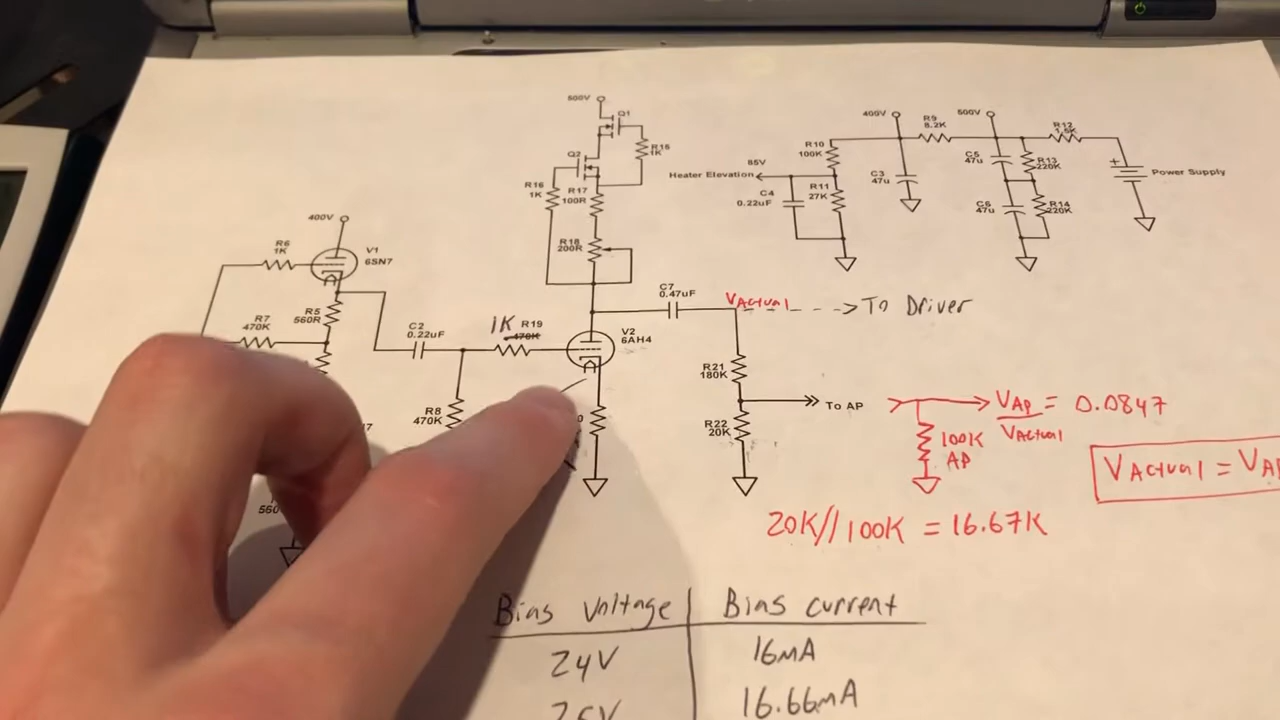 500V
Q1
R15
1K
Q2
R16
1K
R17
100R
R18
200R
400V
R6
1K
V1
6SN7
R5
560R
R7
470K
C2
0.22uF
1K R19
470K
V2
6AH4
R8
470K
560
C7
0.47uF
VActual ---> To Driver
R21
180K
To AP
R22
20K
85V
Heater Elevation
C4
0.22uF
R10
100K
R11
27K
400V
R9
8.2K
C3
47u
500V
C5
47u
C6
47u
R13
220K
R14
220K
R12
1.5K
+
Power Supply
VAP = 0.0847
VActual
100K
AP
VActual = VA
20K//100K = 16.67K
Bias Voltage | Bias current
24V 16mA
26V 16.66mA